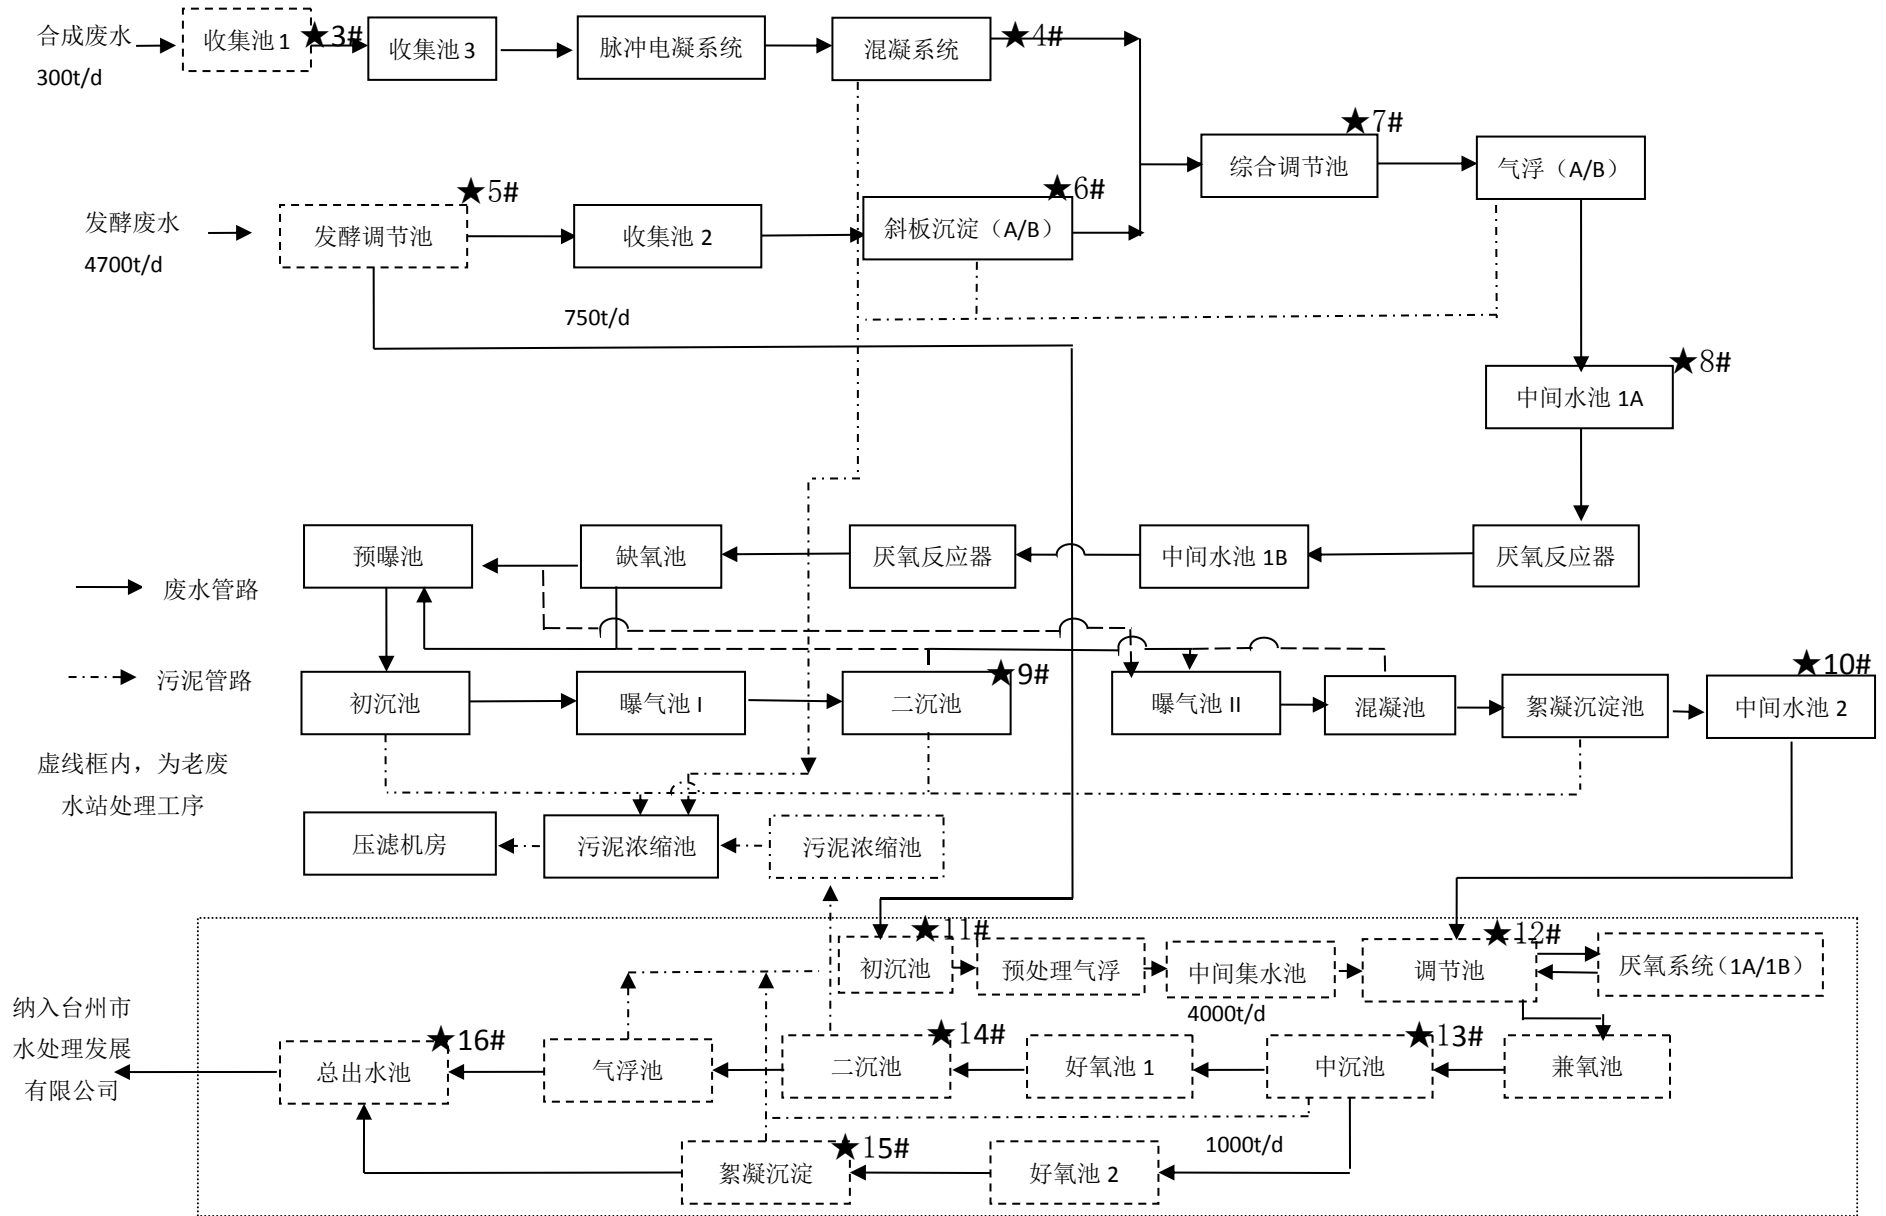 合成废水
300t/d
收集池 1
★3#
收集池 3
脉冲电凝系统
混凝系统
★4#
★7#
综合调节池
气浮（A/B）
发酵废水
4700t/d
★5#
发酵调节池
收集池 2
★6#
斜板沉淀（A/B）
750t/d
★8#
中间水池 1A
预曝池
缺氧池
厌氧反应器
中间水池 1B
厌氧反应器
废水管路
污泥管路
初沉池
曝气池 I
★9#
二沉池
曝气池 II
混凝池
絮凝沉淀池
★10#
中间水池 2
虚线框内，为老废
水站处理工序
压滤机房
污泥浓缩池
污泥浓缩池
★11#
初沉池
预处理气浮
中间集水池
4000t/d
★12#
调节池
厌氧系统（1A/1B）
纳入台州市
水处理发展
有限公司
★16#
总出水池
气浮池
★14#
二沉池
好氧池 1
★13#
中沉池
兼氧池
★15#
絮凝沉淀
好氧池 2
1000t/d